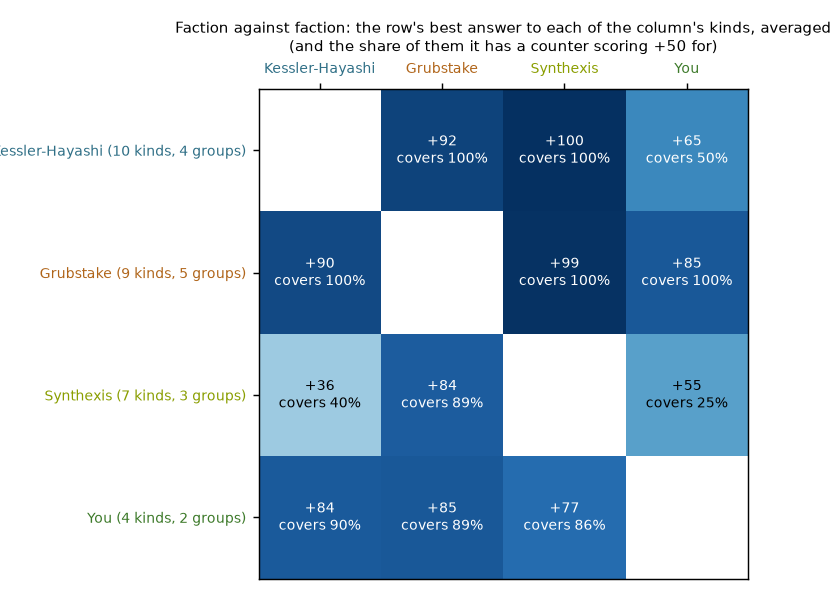 Faction against faction: the row's best answer to each of the column's kinds, averaged
(and the share of them it has a counter scoring +50 for)
Kessler-Hayashi Grubstake Synthexis You
essler-Hayashi (10 kinds, 4 groups)
+92
covers 100%
+100
covers 100%
+65
covers 50%
Grubstake (9 kinds, 5 groups)
+90
covers 100%
+99
covers 100%
+85
covers 100%
Synthexis (7 kinds, 3 groups)
+36
covers 40%
+84
covers 89%
+55
covers 25%
You (4 kinds, 2 groups)
+84
covers 90%
+85
covers 89%
+77
covers 86%